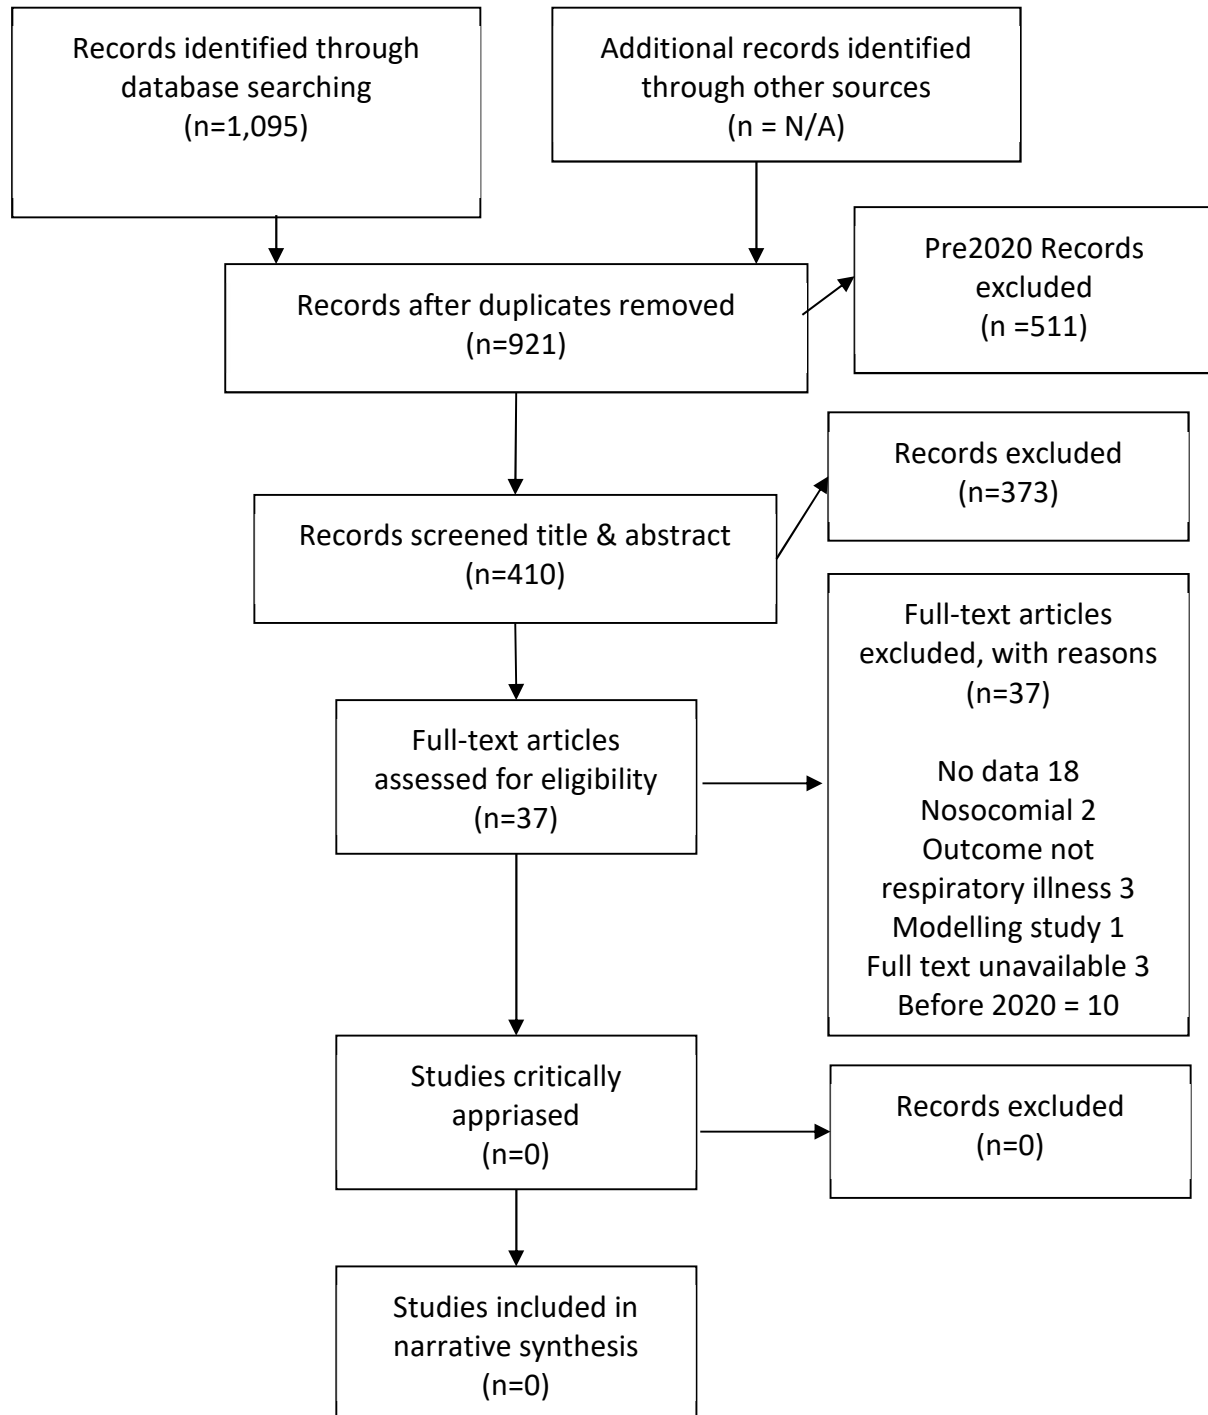 Records identified through
database searching
(n=1,095)
Additional records identified
through other sources
(n = N/A)
Pre2020 Records
excluded
(n =511)
Records after duplicates removed
(n=921)
Records excluded
(n=373)
Records screened title & abstract
(n=410)
Full-text articles
excluded, with reasons
(n=37)
No data 18
Nosocomial 2
Outcome not
respiratory illness 3
Modelling study 1
Full text unavailable 3
Before 2020 = 10
Full-text articles
assessed for eligibility
(n=37)
Studies critically
appriased
(n=0)
Records excluded
(n=0)
Studies included in
narrative synthesis
(n=0)